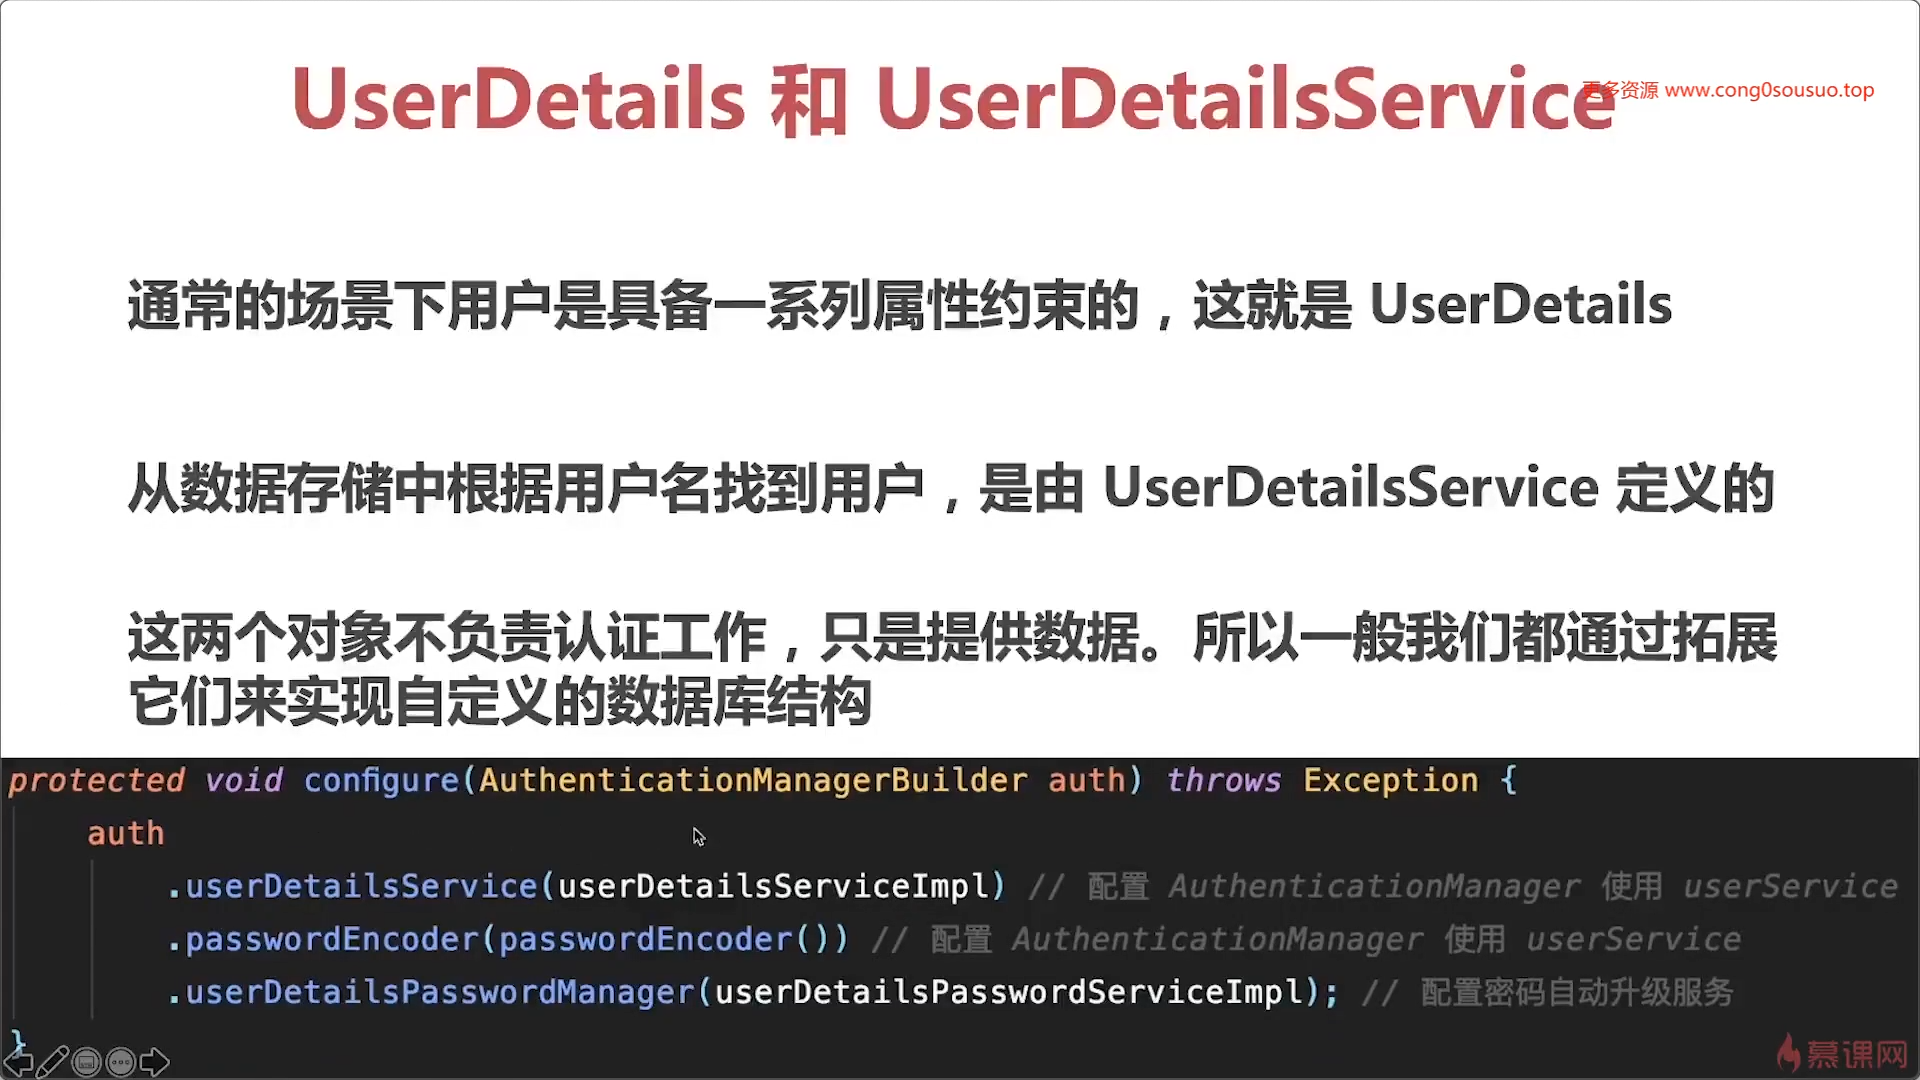 UserDetails 和 UserDetailsService
更多资源 www.cong0sousuo.top
通常的场景下用户是具备一系列属性约束的，这就是 UserDetails
从数据存储中根据用户名找到用户，是由 UserDetailsService 定义的
这两个对象不负责认证工作，只是提供数据。所以一般我们都通过拓展
它们来实现自定义的数据库结构
protected void configure(AuthenticationManagerBuilder auth) throws Exception {
auth
.userDetailsService(userDetailsServiceImpl) // 配置 AuthenticationManager 使用 userService
.passwordEncoder(passwordEncoder()) // 配置 AuthenticationManager 使用 userService
.userDetailsPasswordManager(userDetailsPasswordServiceImpl); // 配置密码自动升级服务
}
慕课网